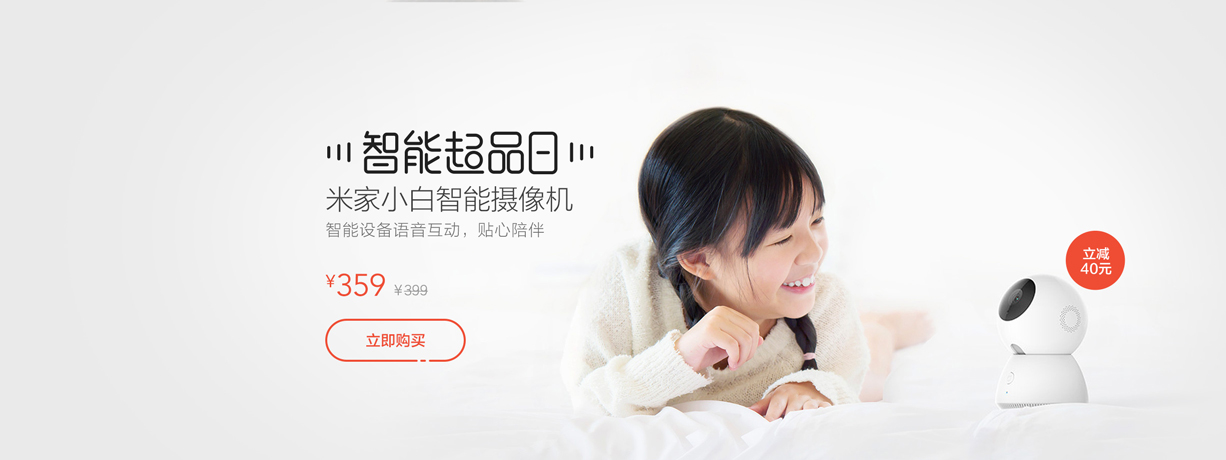 智能超品日
米家小白智能摄像机
智能设备语音互动，贴心陪伴
¥359 ¥399
立即购买
立减
40元